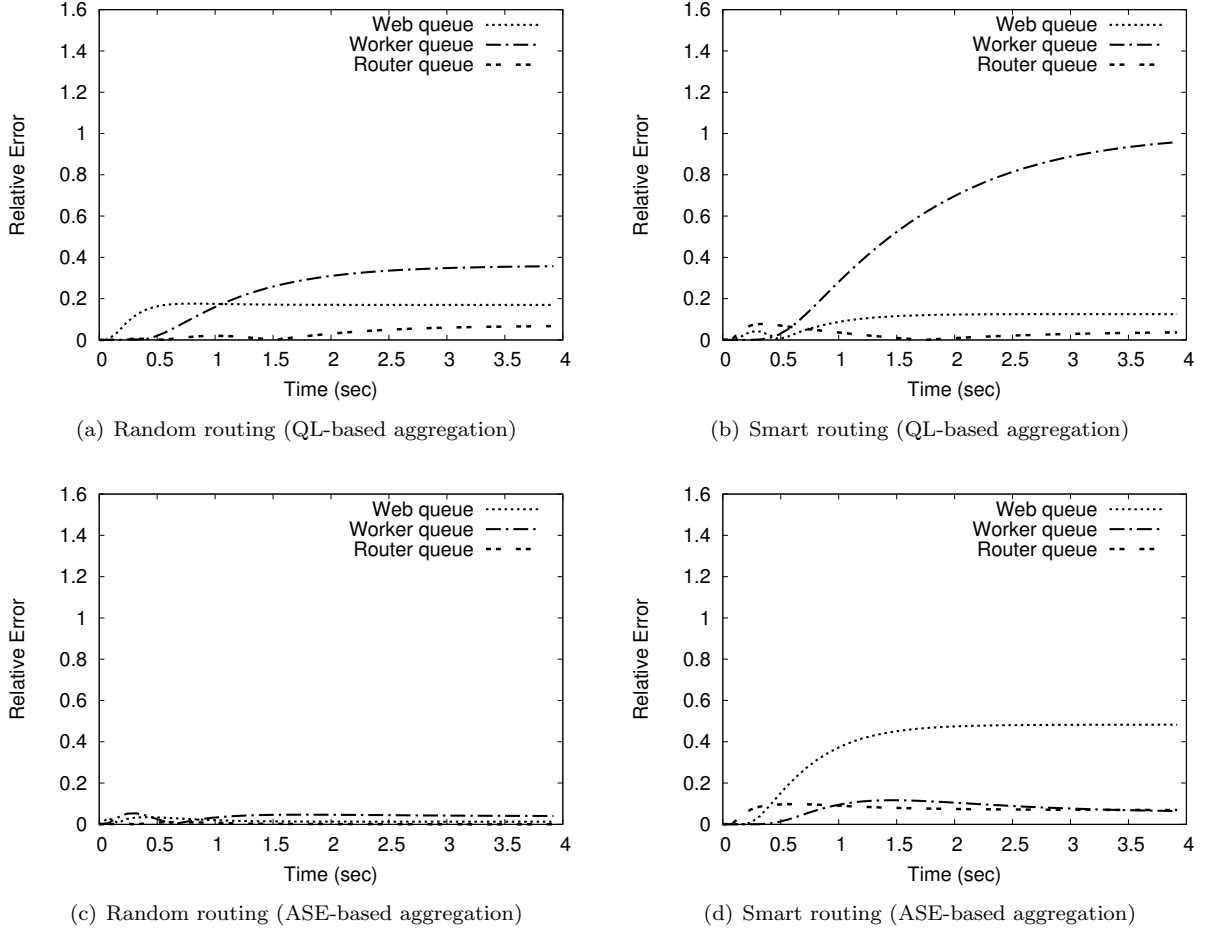 1.6
1.4
1.2
1
0.8
0.6
0.4
0.2
0
Relative Error
Web queue
Worker queue
Router queue
0 0.5 1 1.5 2 2.5 3 3.5 4
Time (sec)
(a) Random routing (QL-based aggregation)
1.6
1.4
1.2
1
0.8
0.6
0.4
0.2
0
Relative Error
Web queue
Worker queue
Router queue
0 0.5 1 1.5 2 2.5 3 3.5 4
Time (sec)
(b) Smart routing (QL-based aggregation)
1.6
1.4
1.2
1
0.8
0.6
0.4
0.2
0
Relative Error
Web queue
Worker queue
Router queue
0 0.5 1 1.5 2 2.5 3 3.5 4
Time (sec)
(c) Random routing (ASE-based aggregation)
1.6
1.4
1.2
1
0.8
0.6
0.4
0.2
0
Relative Error
Web queue
Worker queue
Router queue
0 0.5 1 1.5 2 2.5 3 3.5 4
Time (sec)
(d) Smart routing (ASE-based aggregation)